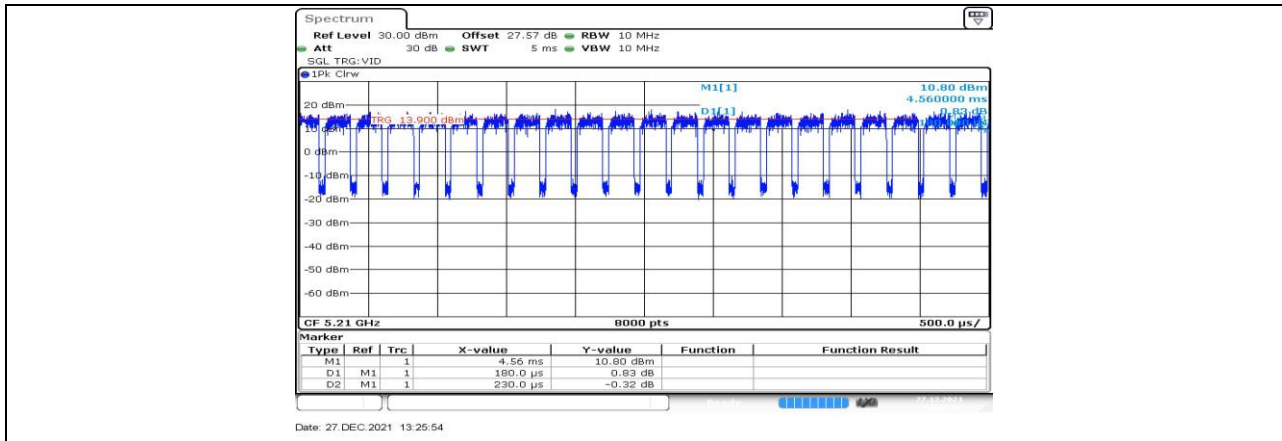 Spectrum
Ref Level 30.00 dBm Offset 27.57 dB RBW 10 MHz
Att 30 dB SWT 5 ms VBW 10 MHz
SGL TRG:VID
1Pk Clrw
M1[1] 10.80 dBm
4.560000 ms
D1[1] 0.83 dB
20 dBm
TRG 13.900 dBm
10 dBm
0 dBm
-10 dBm
-20 dBm
-30 dBm
-40 dBm
-50 dBm
-60 dBm
CF 5.21 GHz 8000 pts 500.0 µs/
Marker
Type Ref Trc X-value Y-value Function Function Result
M1 1 4.56 ms 10.80 dBm
D1 M1 1 180.0 µs 0.83 dB
D2 M1 1 230.0 µs -0.32 dB
Date: 27.DEC.2021 13:25:54